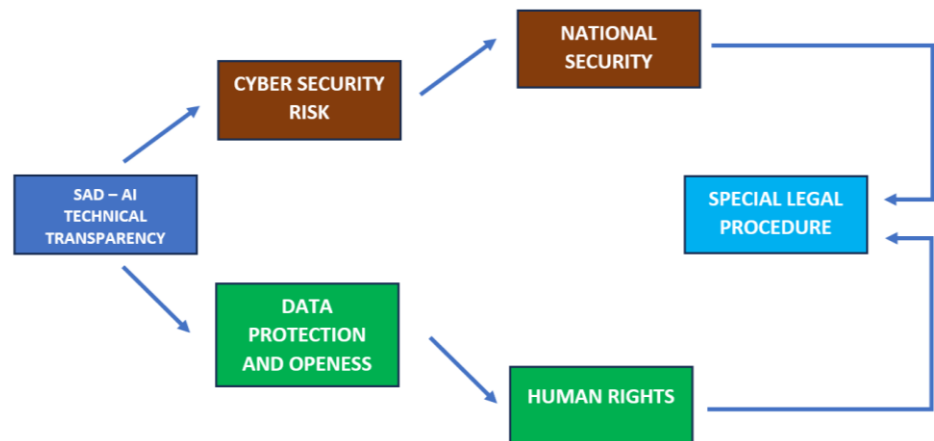 NATIONAL
SECURITY
CYBER SECURITY
RISK
SAD – AI
TECHNICAL
TRANSPARENCY
SPECIAL LEGAL
PROCEDURE
DATA
PROTECTION
AND OPENESS
HUMAN RIGHTS